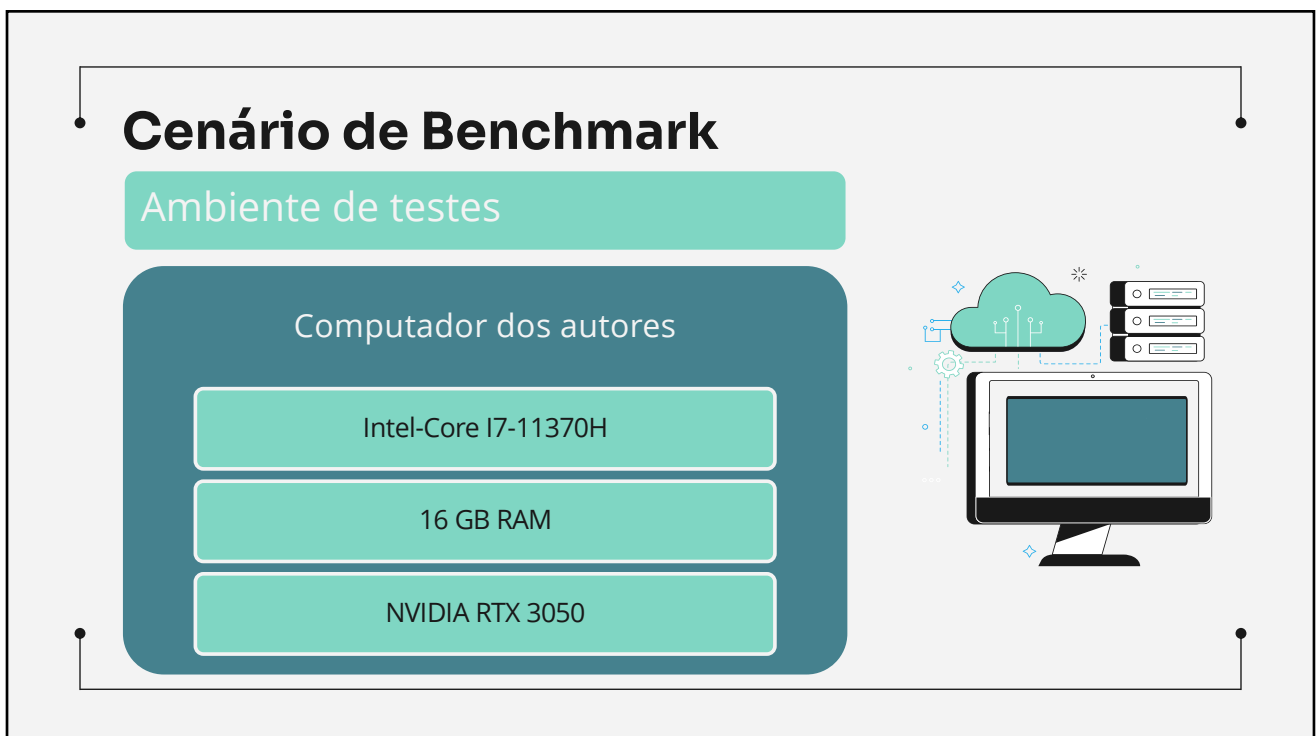 Cenário de Benchmark
Ambiente de testes
Computador dos autores
Intel-Core I7-11370H
16 GB RAM
NVIDIA RTX 3050